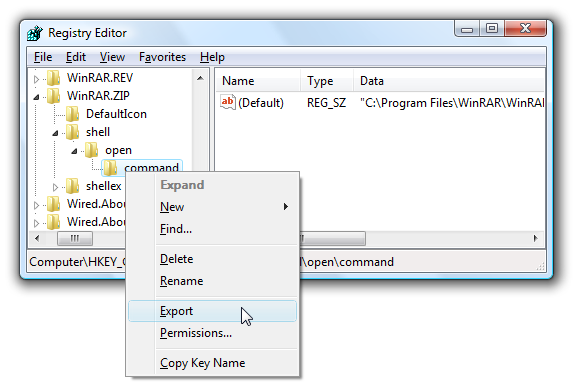 Registry Editor
File Edit View Favorites Help
WinRAR.REV
WinRAR.ZIP
DefaultIcon
shell
open
command
shellex
Wired.Abou
Wired.Abou
Name Type Data
(Default) REG_SZ "C:\Program Files\WinRAR\WinRA
Expand
New
Find...
Delete
Rename
Export
Permissions...
Copy Key Name
Computer\HKEY_ \open\command